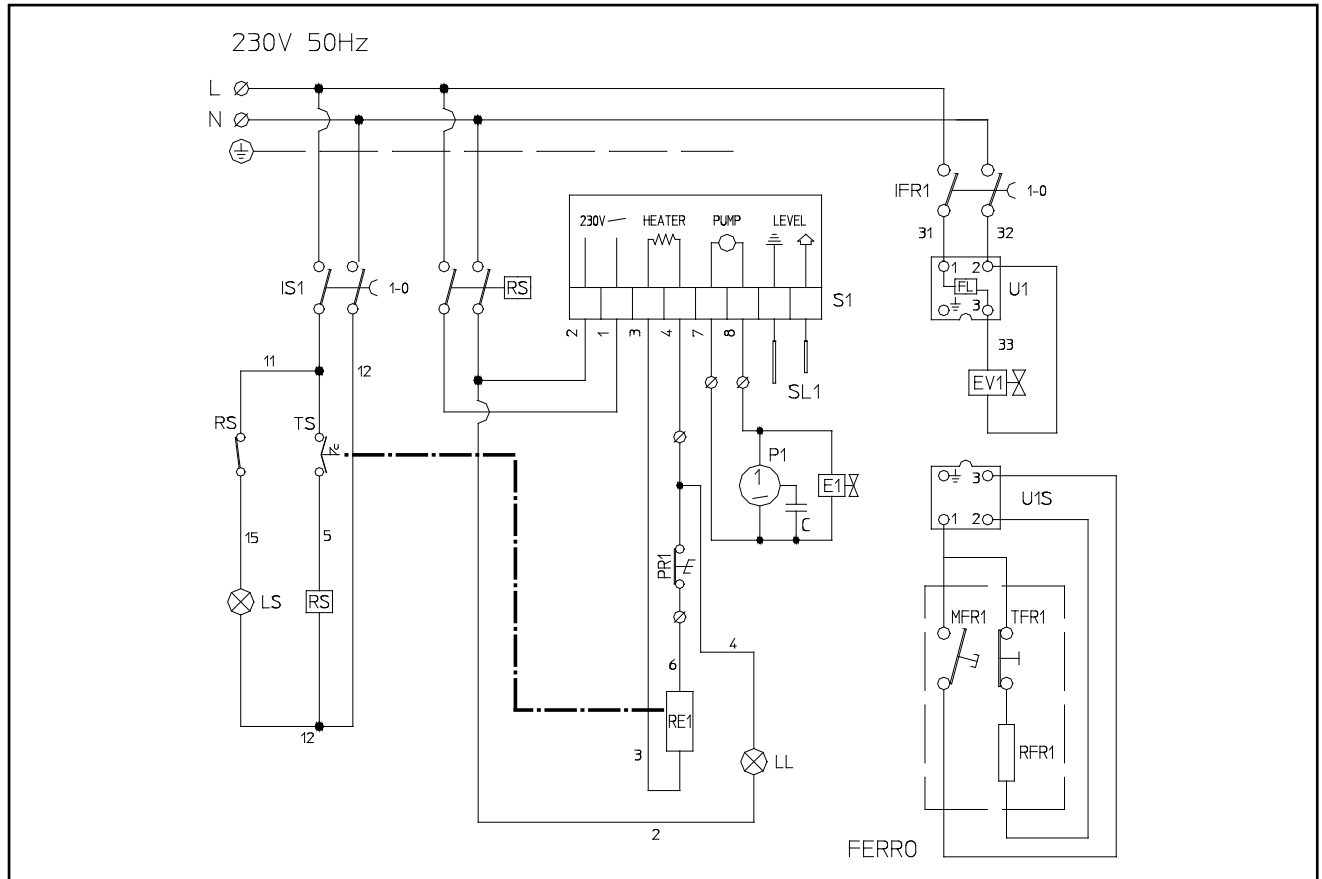 230V 50Hz
L
N
IFR1
1-0
31
32
230V
HEATER
PUMP
LEVEL
IS1
1-0
RS
S1
1
2
FL
U1
3
2
1
3
4
7
8
33
SL1
EV1
11
12
RS
TS
P1
1
E1
C
3
U1S
1
2
15
5
PR1
LS
RS
MFR1
TFR1
4
6
RE1
12
3
LL
RFR1
2
FERRO